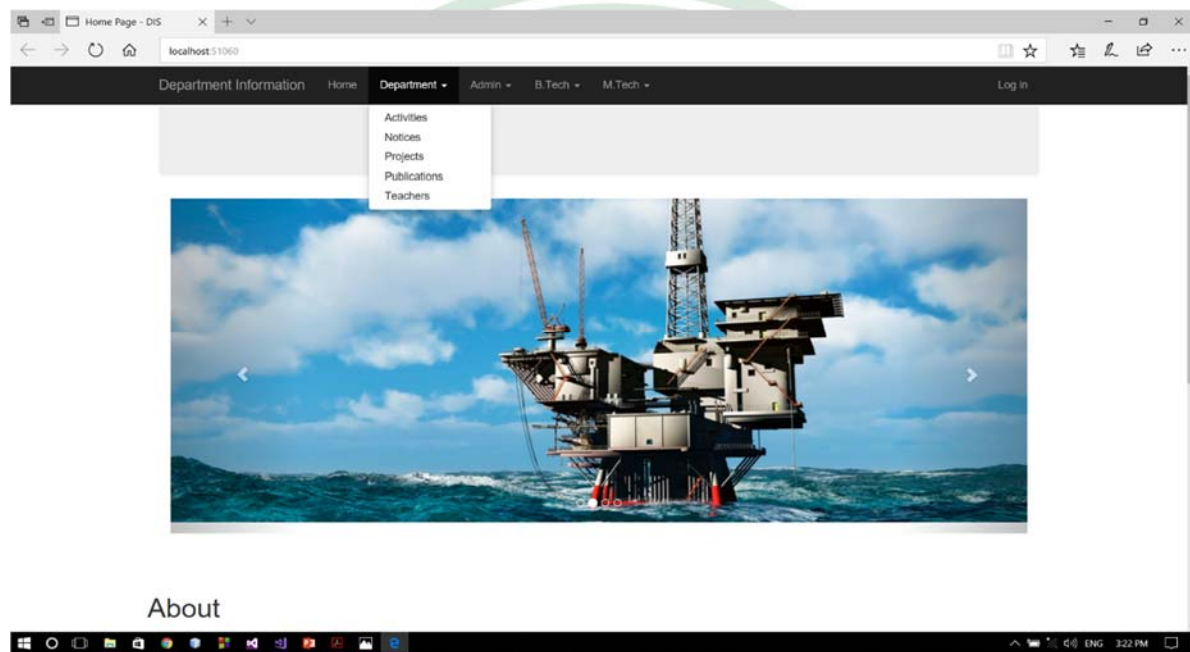 Home Page - DIS
localhost:51060
Department Information Home Department Admin B.Tech M.Tech Log in
Activities
Notices
Projects
Publications
Teachers
About
ENG 3:22 PM